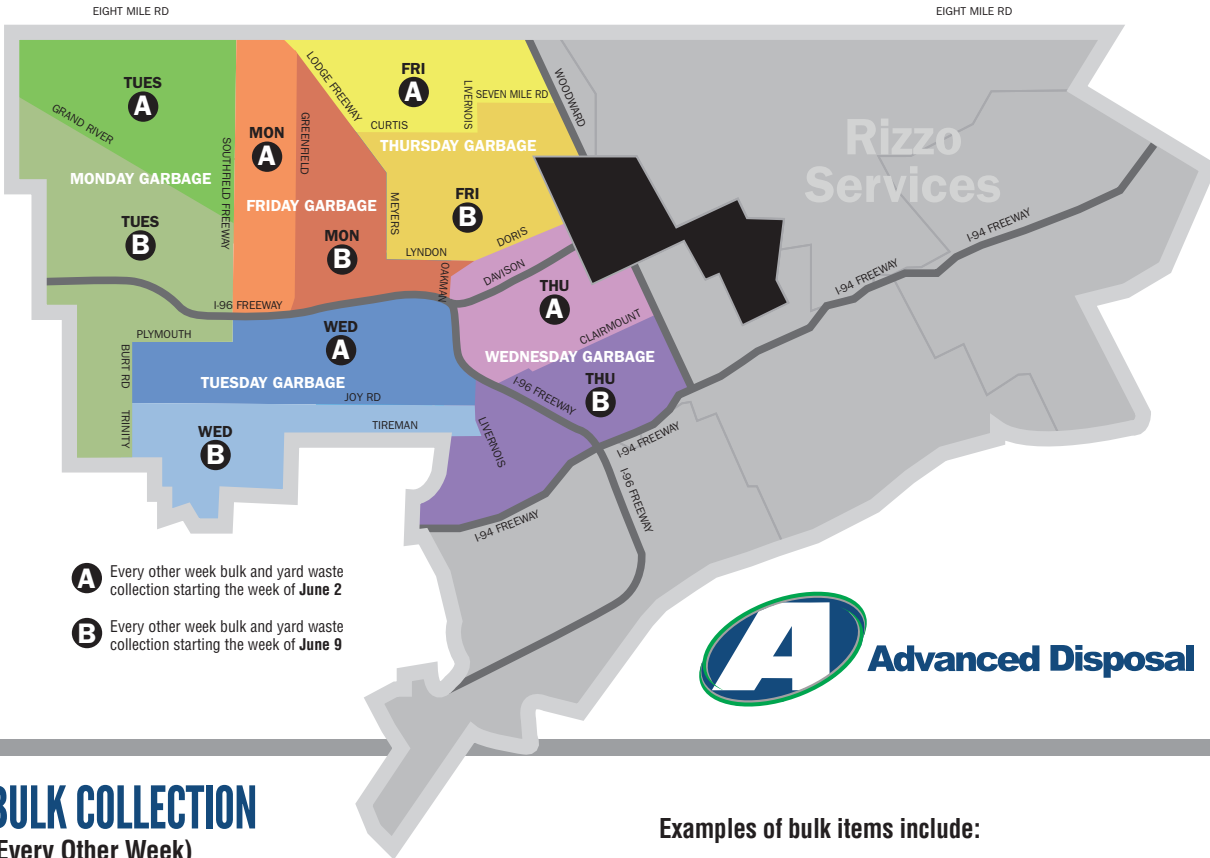 EIGHT MILE RD
EIGHT MILE RD
TUES
A
GRAND RIVER
MONDAY GARBAGE
TUES
B
SOUTHFIELD FREEWAY
MON
A
GREENFIELD
FRIDAY GARBAGE
MON
B
LODGE FREEWAY
FRI
A
LIVERNOIS
SEVEN MILE RD
WOODWARD
CURTIS
THURSDAY GARBAGE
MEYERS
FRI
B
LYNDON
DORIS
OAKMAN
DAVISON
THU
A
CLAIRMOUNT
WEDNESDAY GARBAGE
THU
B
I-96 FREEWAY
I-96 FREEWAY
PLYMOUTH
WED
A
BURT RD
TUESDAY GARBAGE
JOY RD
TRINITY
WED
B
TIREMAN
LIVERNOIS
I-94 FREEWAY
I-94 FREEWAY
I-96 FREEWAY
Rizzo
Services
I-94 FREEWAY
I-94 FREEWAY
A Every other week bulk and yard waste
collection starting the week of June 2
B Every other week bulk and yard waste
collection starting the week of June 9
A Advanced Disposal
BULK COLLECTION
Every Other Week)
Examples of bulk items include: